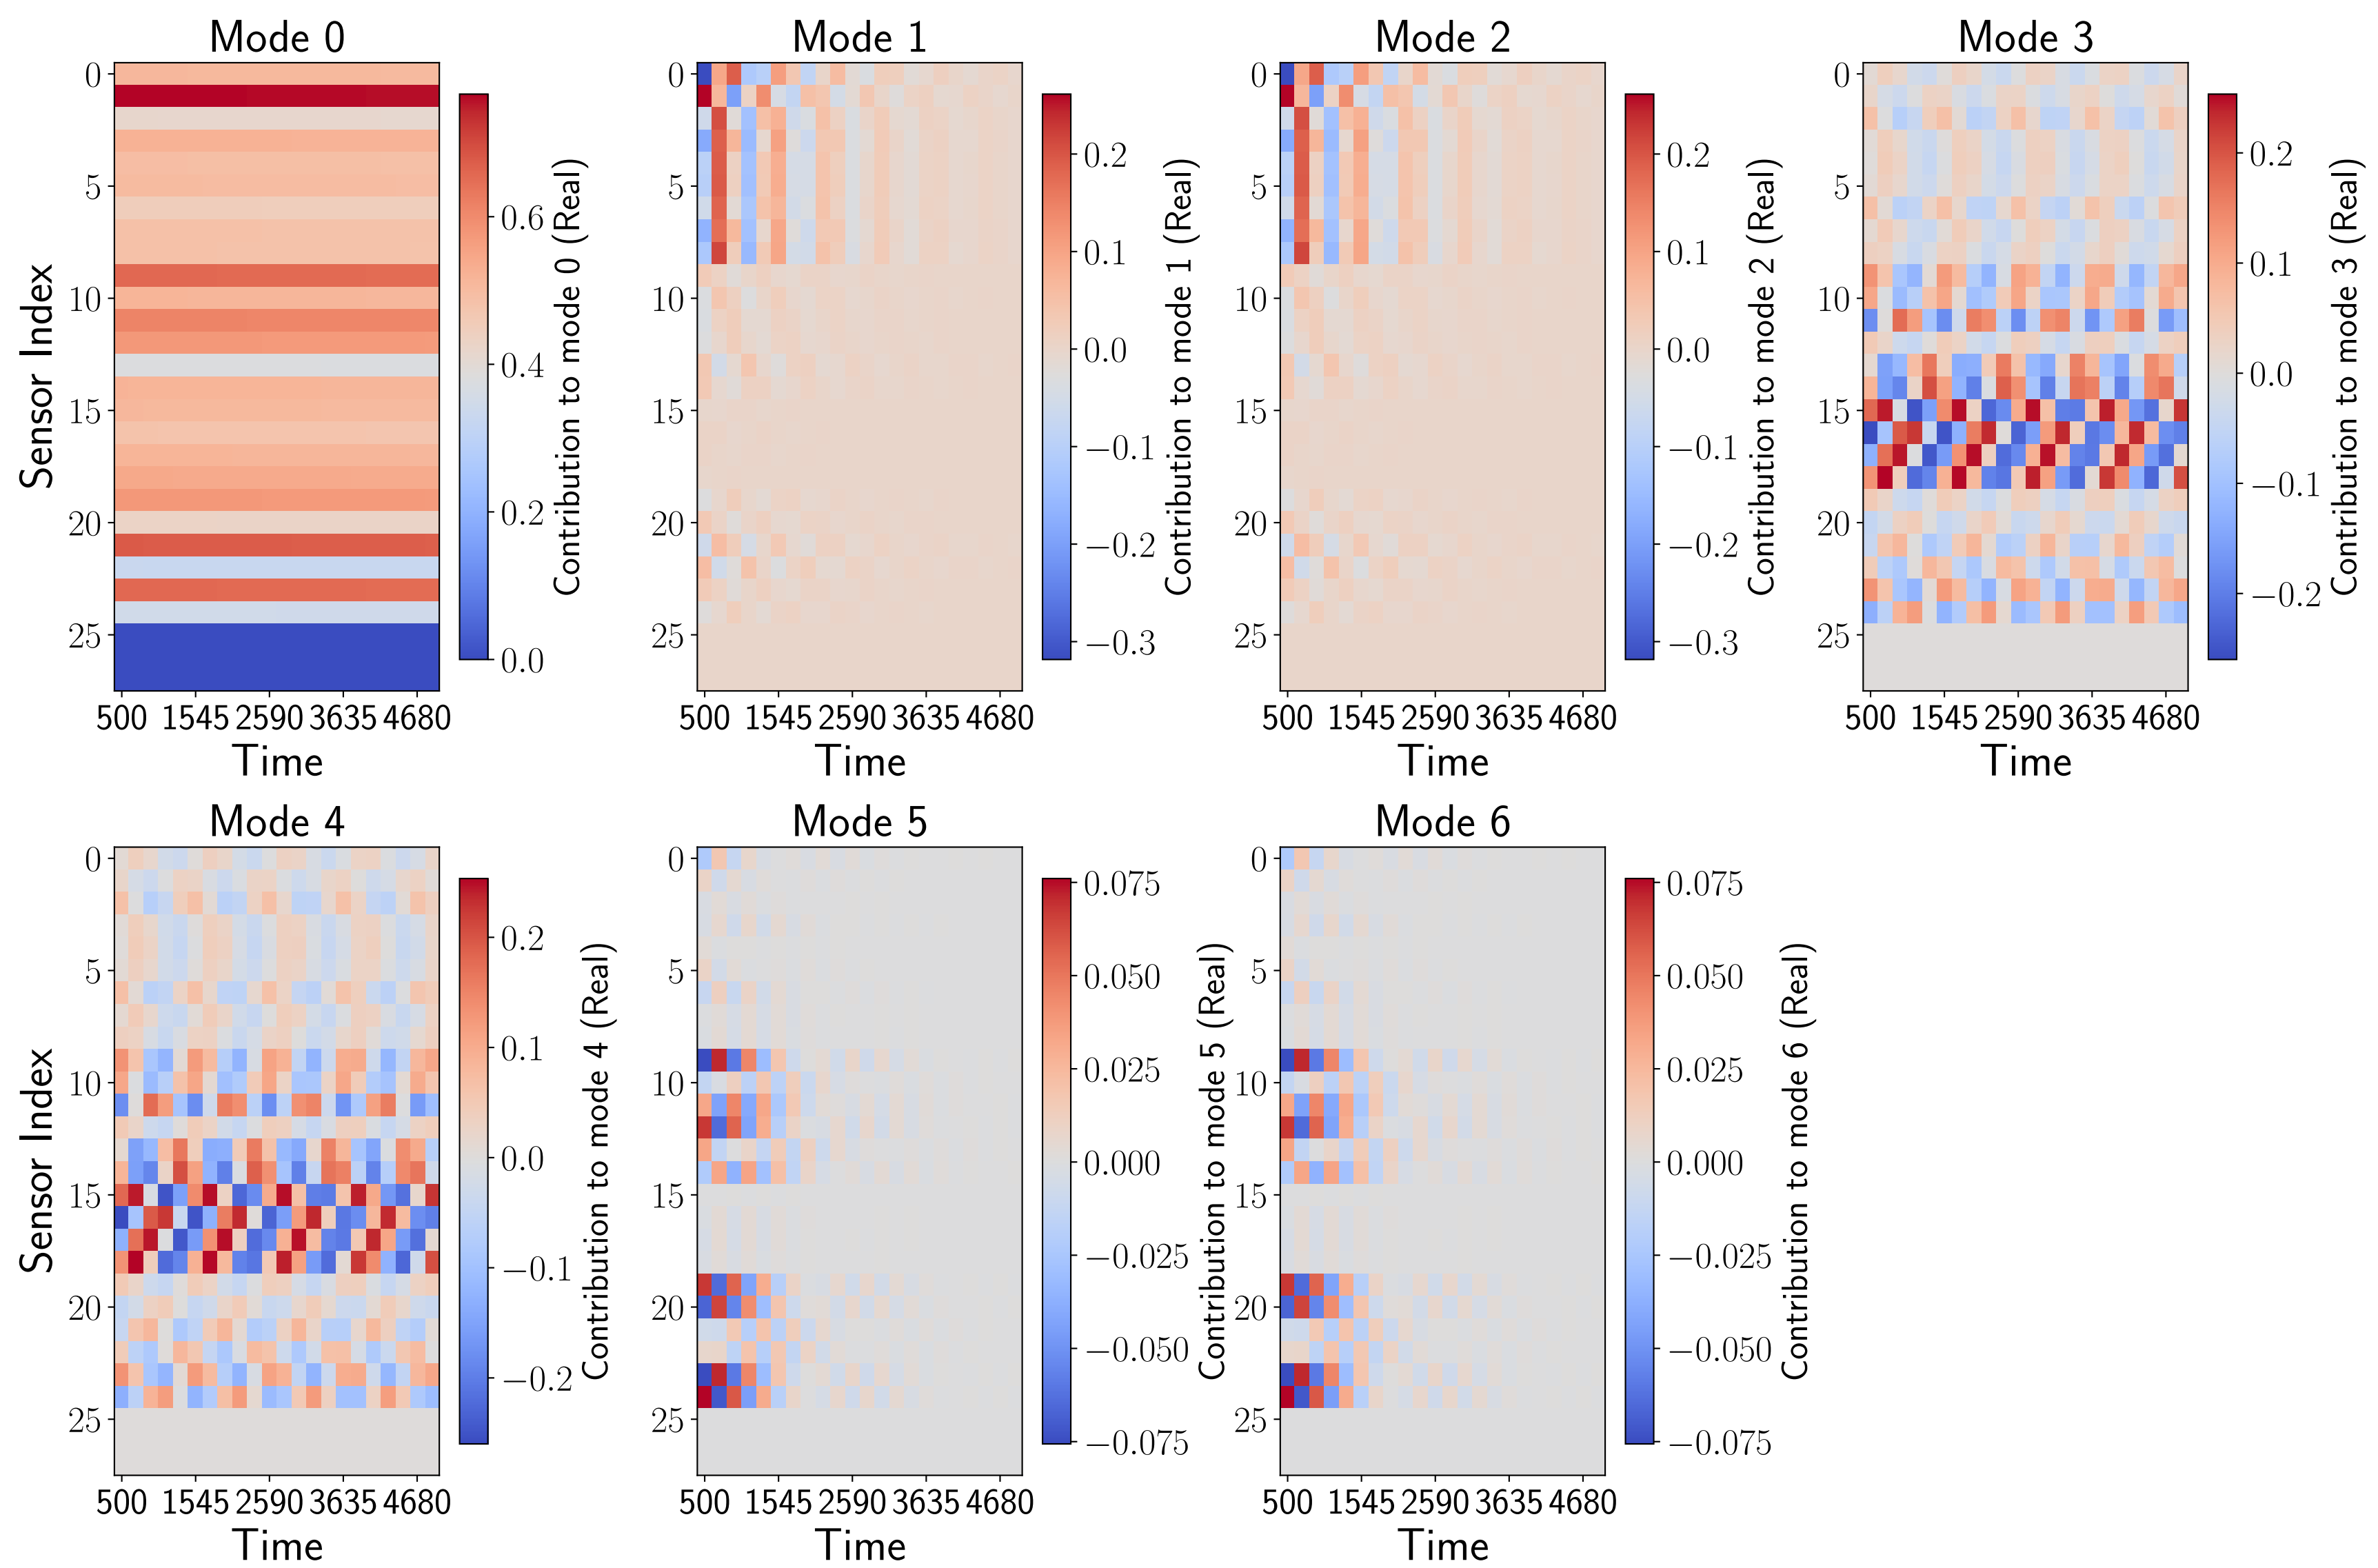 Mode 0
Mode 1
Mode 2
Mode 3
0
5
10
15
20
25
Sensor Index
500 1545 2590 3635 4680
Time
0.6
0.4
0.2
0.0
Contribution to mode 0 (Real)
0
5
10
15
20
25
500 1545 2590 3635 4680
Time
0.2
0.1
0.0
−0.1
−0.2
−0.3
Contribution to mode 1 (Real)
0
5
10
15
20
25
500 1545 2590 3635 4680
Time
0.2
0.1
0.0
−0.1
−0.2
−0.3
Contribution to mode 2 (Real)
0
5
10
15
20
25
500 1545 2590 3635 4680
Time
0.2
0.1
0.0
−0.1
−0.2
Contribution to mode 3 (Real)
Mode 4
Mode 5
Mode 6
0
5
10
15
20
25
Sensor Index
500 1545 2590 3635 4680
Time
0.2
0.1
0.0
−0.1
−0.2
Contribution to mode 4 (Real)
0
5
10
15
20
25
500 1545 2590 3635 4680
Time
0.075
0.050
0.025
0.000
−0.025
−0.050
−0.075
Contribution to mode 5 (Real)
0
5
10
15
20
25
500 1545 2590 3635 4680
Time
0.075
0.050
0.025
0.000
−0.025
−0.050
−0.075
Contribution to mode 6 (Real)